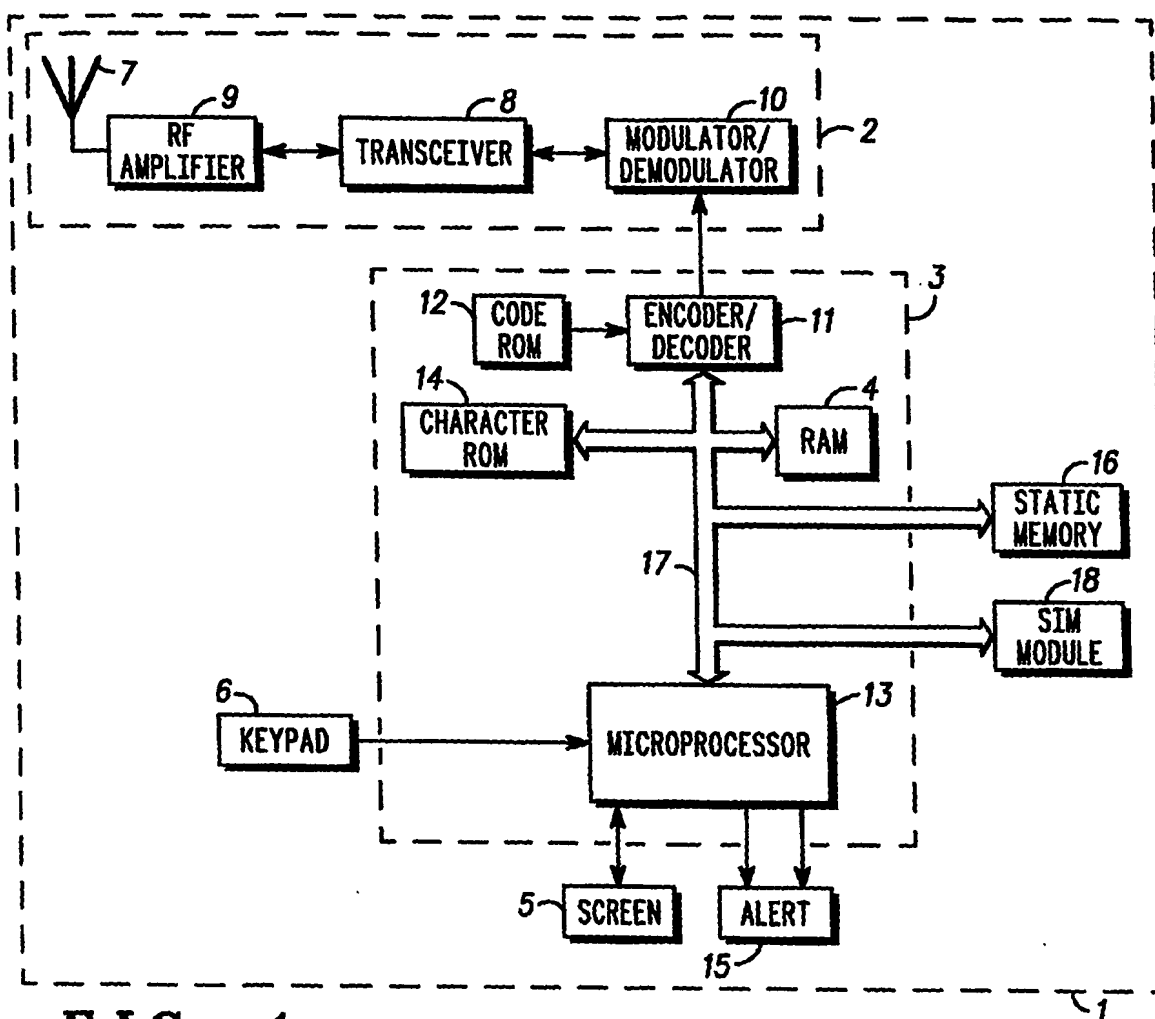 7
9
8
10
RF
AMPLIFIER
TRANSCEIVER
MODULATOR/
DEMODULATOR
2
3
12
CODE
ROM
ENCODER/
DECODER
11
14
CHARACTER
ROM
4
RAM
16
STATIC
MEMORY
17
18
SIM
MODULE
6
KEYPAD
13
MICROPROCESSOR
5
SCREEN
ALERT
15
1